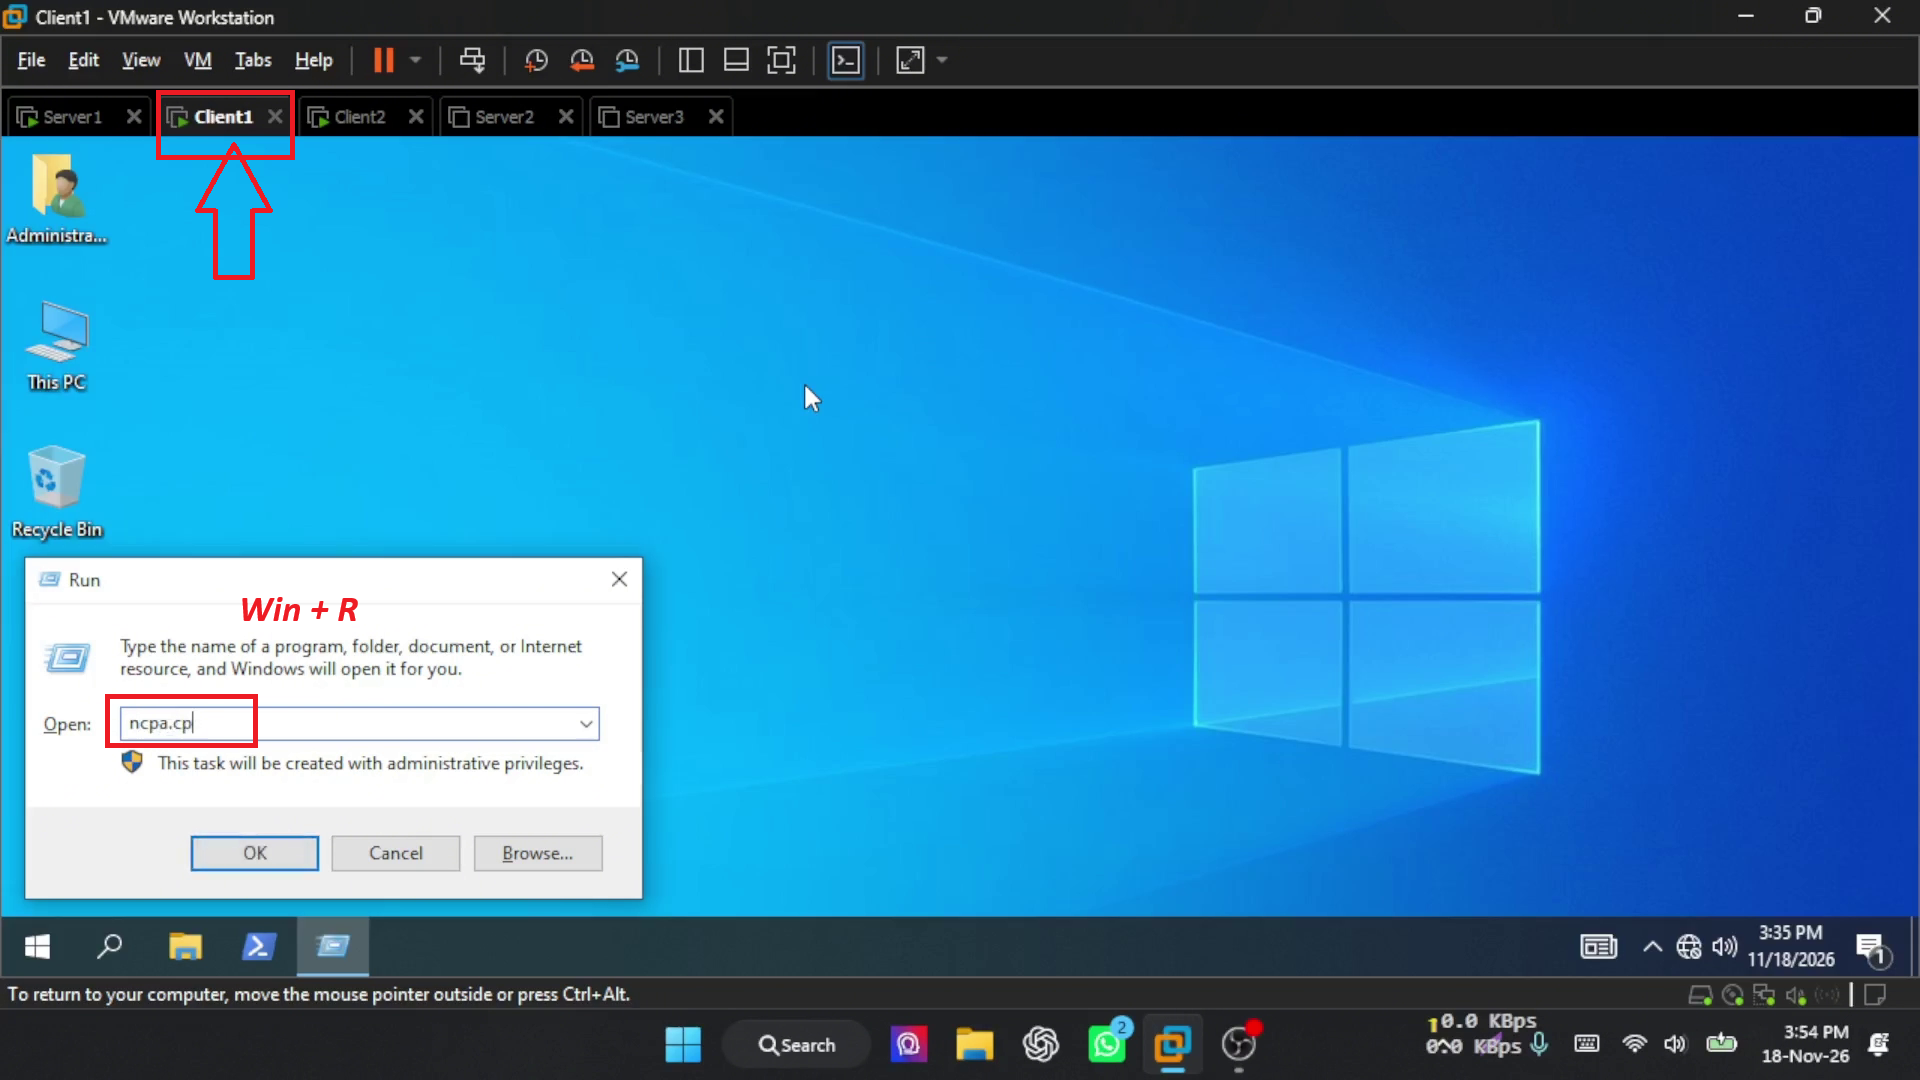 Client1 - VMware Workstation
File Edit View VM Tabs Help
Server1 Client1 Client2 Server2 Server3
Administra...
This PC
Recycle Bin
Run
Win + R
Type the name of a program, folder, document, or Internet
resource, and Windows will open it for you.
Open: ncpa.cp
This task will be created with administrative privileges.
OK Cancel Browse...
3:35 PM
11/18/2026
1
To return to your computer, move the mouse pointer outside or press Ctrl+Alt.
Search
2
0.0 KBps
0.0 KBps
3:54 PM
18-Nov-26